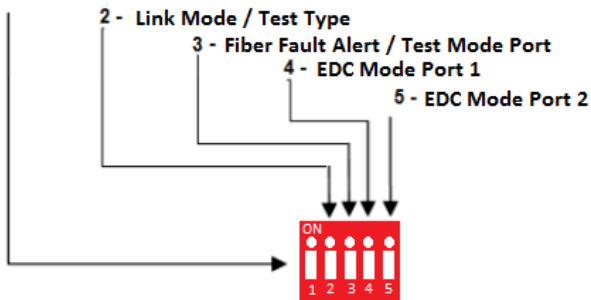 2 - Link Mode / Test Type
3 - Fiber Fault Alert / Test Mode Port
4 - EDC Mode Port 1
5 - EDC Mode Port 2
ON
1 2 3 4 5